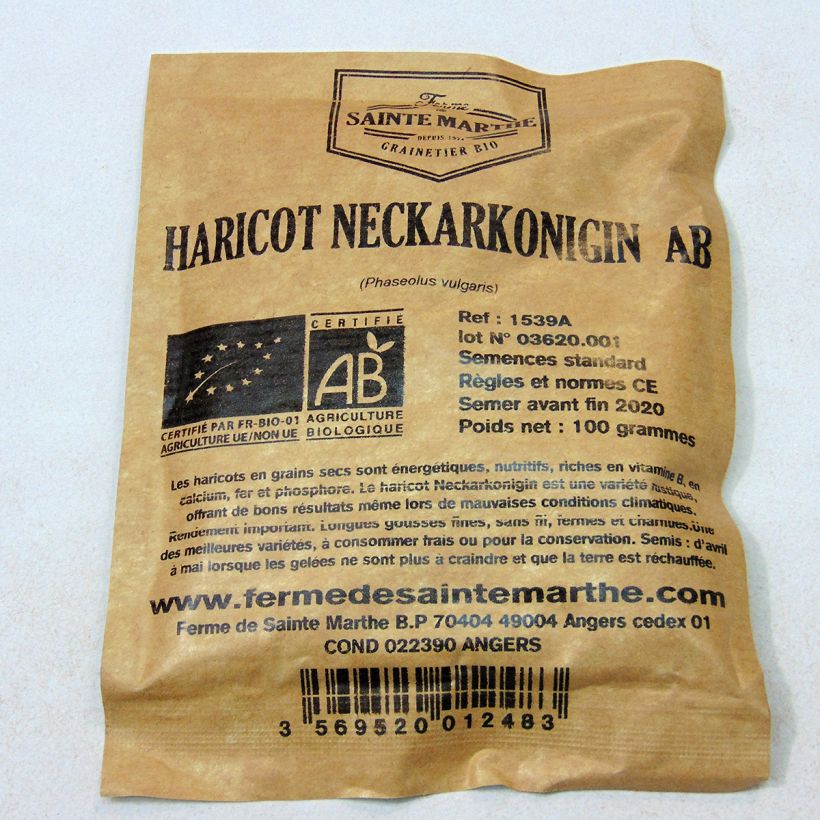 Ferme
de
SAINTE MARTHE
DEPUIS 1974
GRAINETIER BIO
HARICOT NECKARKONIGIN AB
(Phaseolus vulgaris)
CERTIFIÉ
AB
AGRICULTURE
BIOLOGIQUE
CERTIFIÉ PAR FR-BIO-01
AGRICULTURE UE/NON UE
Ref : 1539A
lot N° 03620.001
Semences standard
Règles et normes CE
Semer avant fin 2020
Poids net : 100 grammes
Les haricots en grains secs sont énergétiques, nutritifs, riches en vitamine B, en
calcium, fer et phosphore. Le haricot Neckarkonigin est une variété rustique,
offrant de bons résultats même lors de mauvaises conditions climatiques.
Rendement important. Longues gousses fines, sans fil, fermes et charnues.Une
des meilleures variétés, à consommer frais ou pour la conservation. Semis : d'avril
à mai lorsque les gelées ne sont plus à craindre et que la terre est réchauffée.
www.fermedesaintemarthe.com
Ferme de Sainte Marthe B.P 70404 49004 Angers cedex 01
COND 022390 ANGERS
3 569520 012483